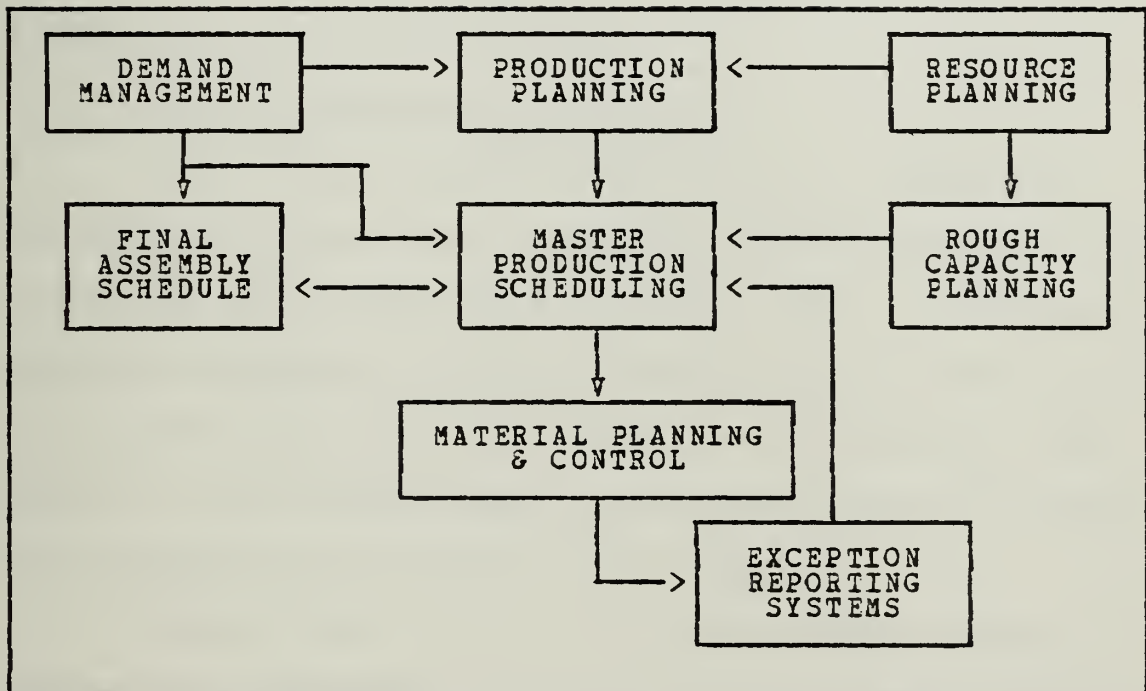 DEMAND
MANAGEMENT
PRODUCTION
PLANNING
RESOURCE
PLANNING
FINAL
ASSEMBLY
SCHEDULE
MASTER
PRODUCTION
SCHEDULING
ROUGH
CAPACITY
PLANNING
MATERIAL PLANNING
& CONTROL
EXCEPTION
REPORTING
SYSTEMS